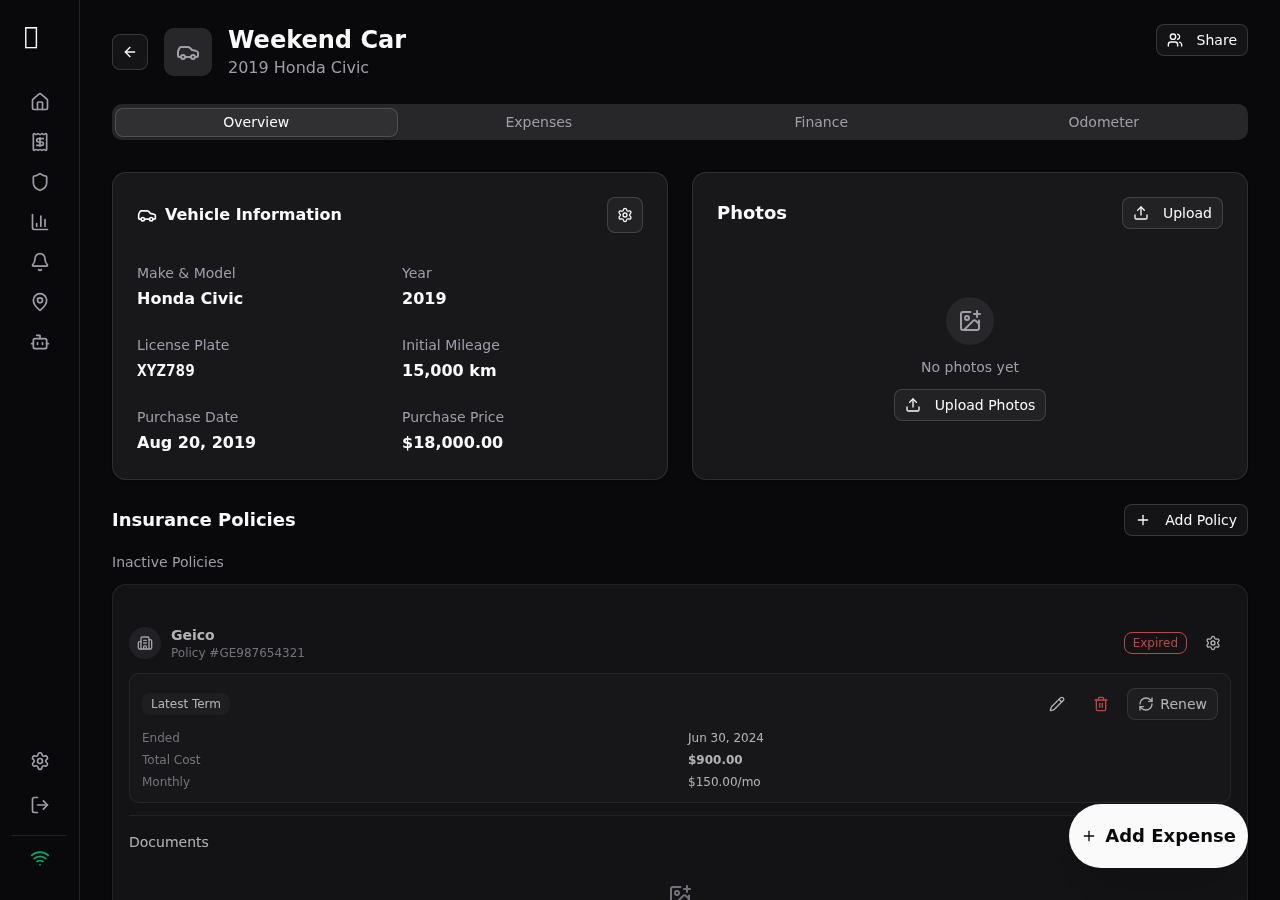 Weekend Car
2019 Honda Civic
Share
Overview
Expenses
Finance
Odometer
Vehicle Information
Make & Model
Honda Civic
Year
2019
License Plate
XYZ789
Initial Mileage
15,000 km
Purchase Date
Aug 20, 2019
Purchase Price
$18,000.00
Photos
Upload
No photos yet
Upload Photos
Insurance Policies
Add Policy
Inactive Policies
Geico
Policy #GE987654321
Expired
Latest Term
Renew
Ended
Jun 30, 2024
Total Cost
$900.00
Monthly
$150.00/mo
Documents
Add Expense